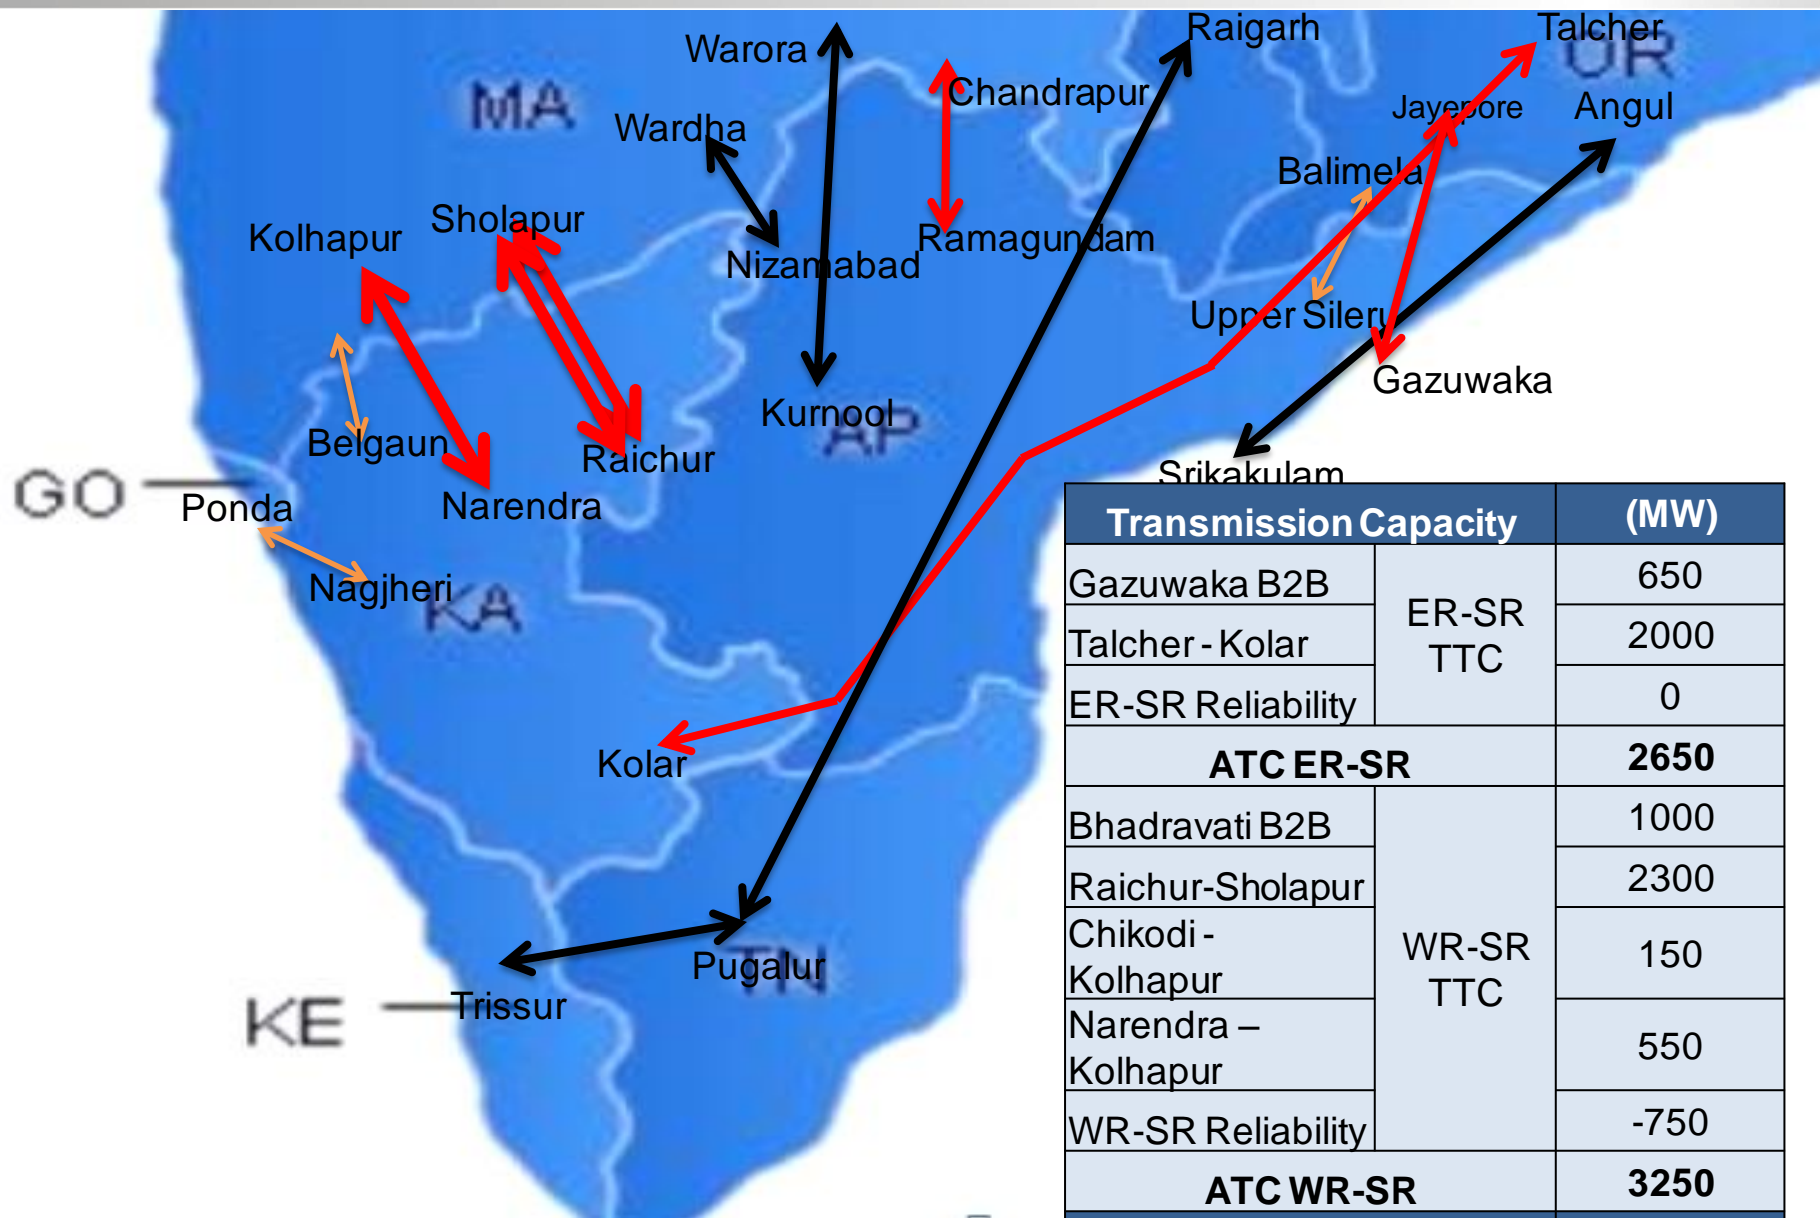 Raigarh
Talcher
Warora
OR
Chandrapur
MA
Jayepore
Angul
Wardha
Balimela
Sholapur
Kolhapur
Ramagundam
Nizamabad
Upper Sileru
Gazuwaka
Kurnool
AP
Belgaun
Raichur
Srikakulam
GO
Ponda
Narendra
Nagjheri
KA
Kolar
Pugalur
TN
Trissur
KE
Transmission Capacity (MW)
Gazuwaka B2B 650
ER-SR
TTC
Talcher - Kolar 2000
ER-SR Reliability 0
ATC ER-SR 2650
Bhadravati B2B 1000
Raichur-Sholapur 2300
Chikodi -
Kolhapur 150
WR-SR
TTC
Narendra –
Kolhapur 550
WR-SR Reliability -750
ATC WR-SR 3250